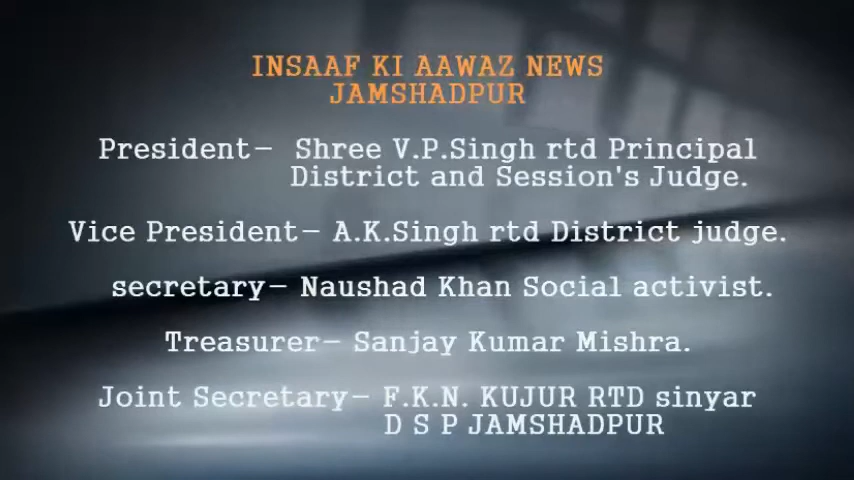 INSAAF KI AAWAZ NEWS
JAMSHADPUR
President- Shree V.P.Singh rtd Principal
District and Session's Judge.
Vice President- A.K.Singh rtd District judge.
secretary- Naushad Khan Social activist.
Treasurer- Sanjay Kumar Mishra.
Joint Secretary- F.K.N. KUJUR RTD sinyar
D S P JAMSHADPUR